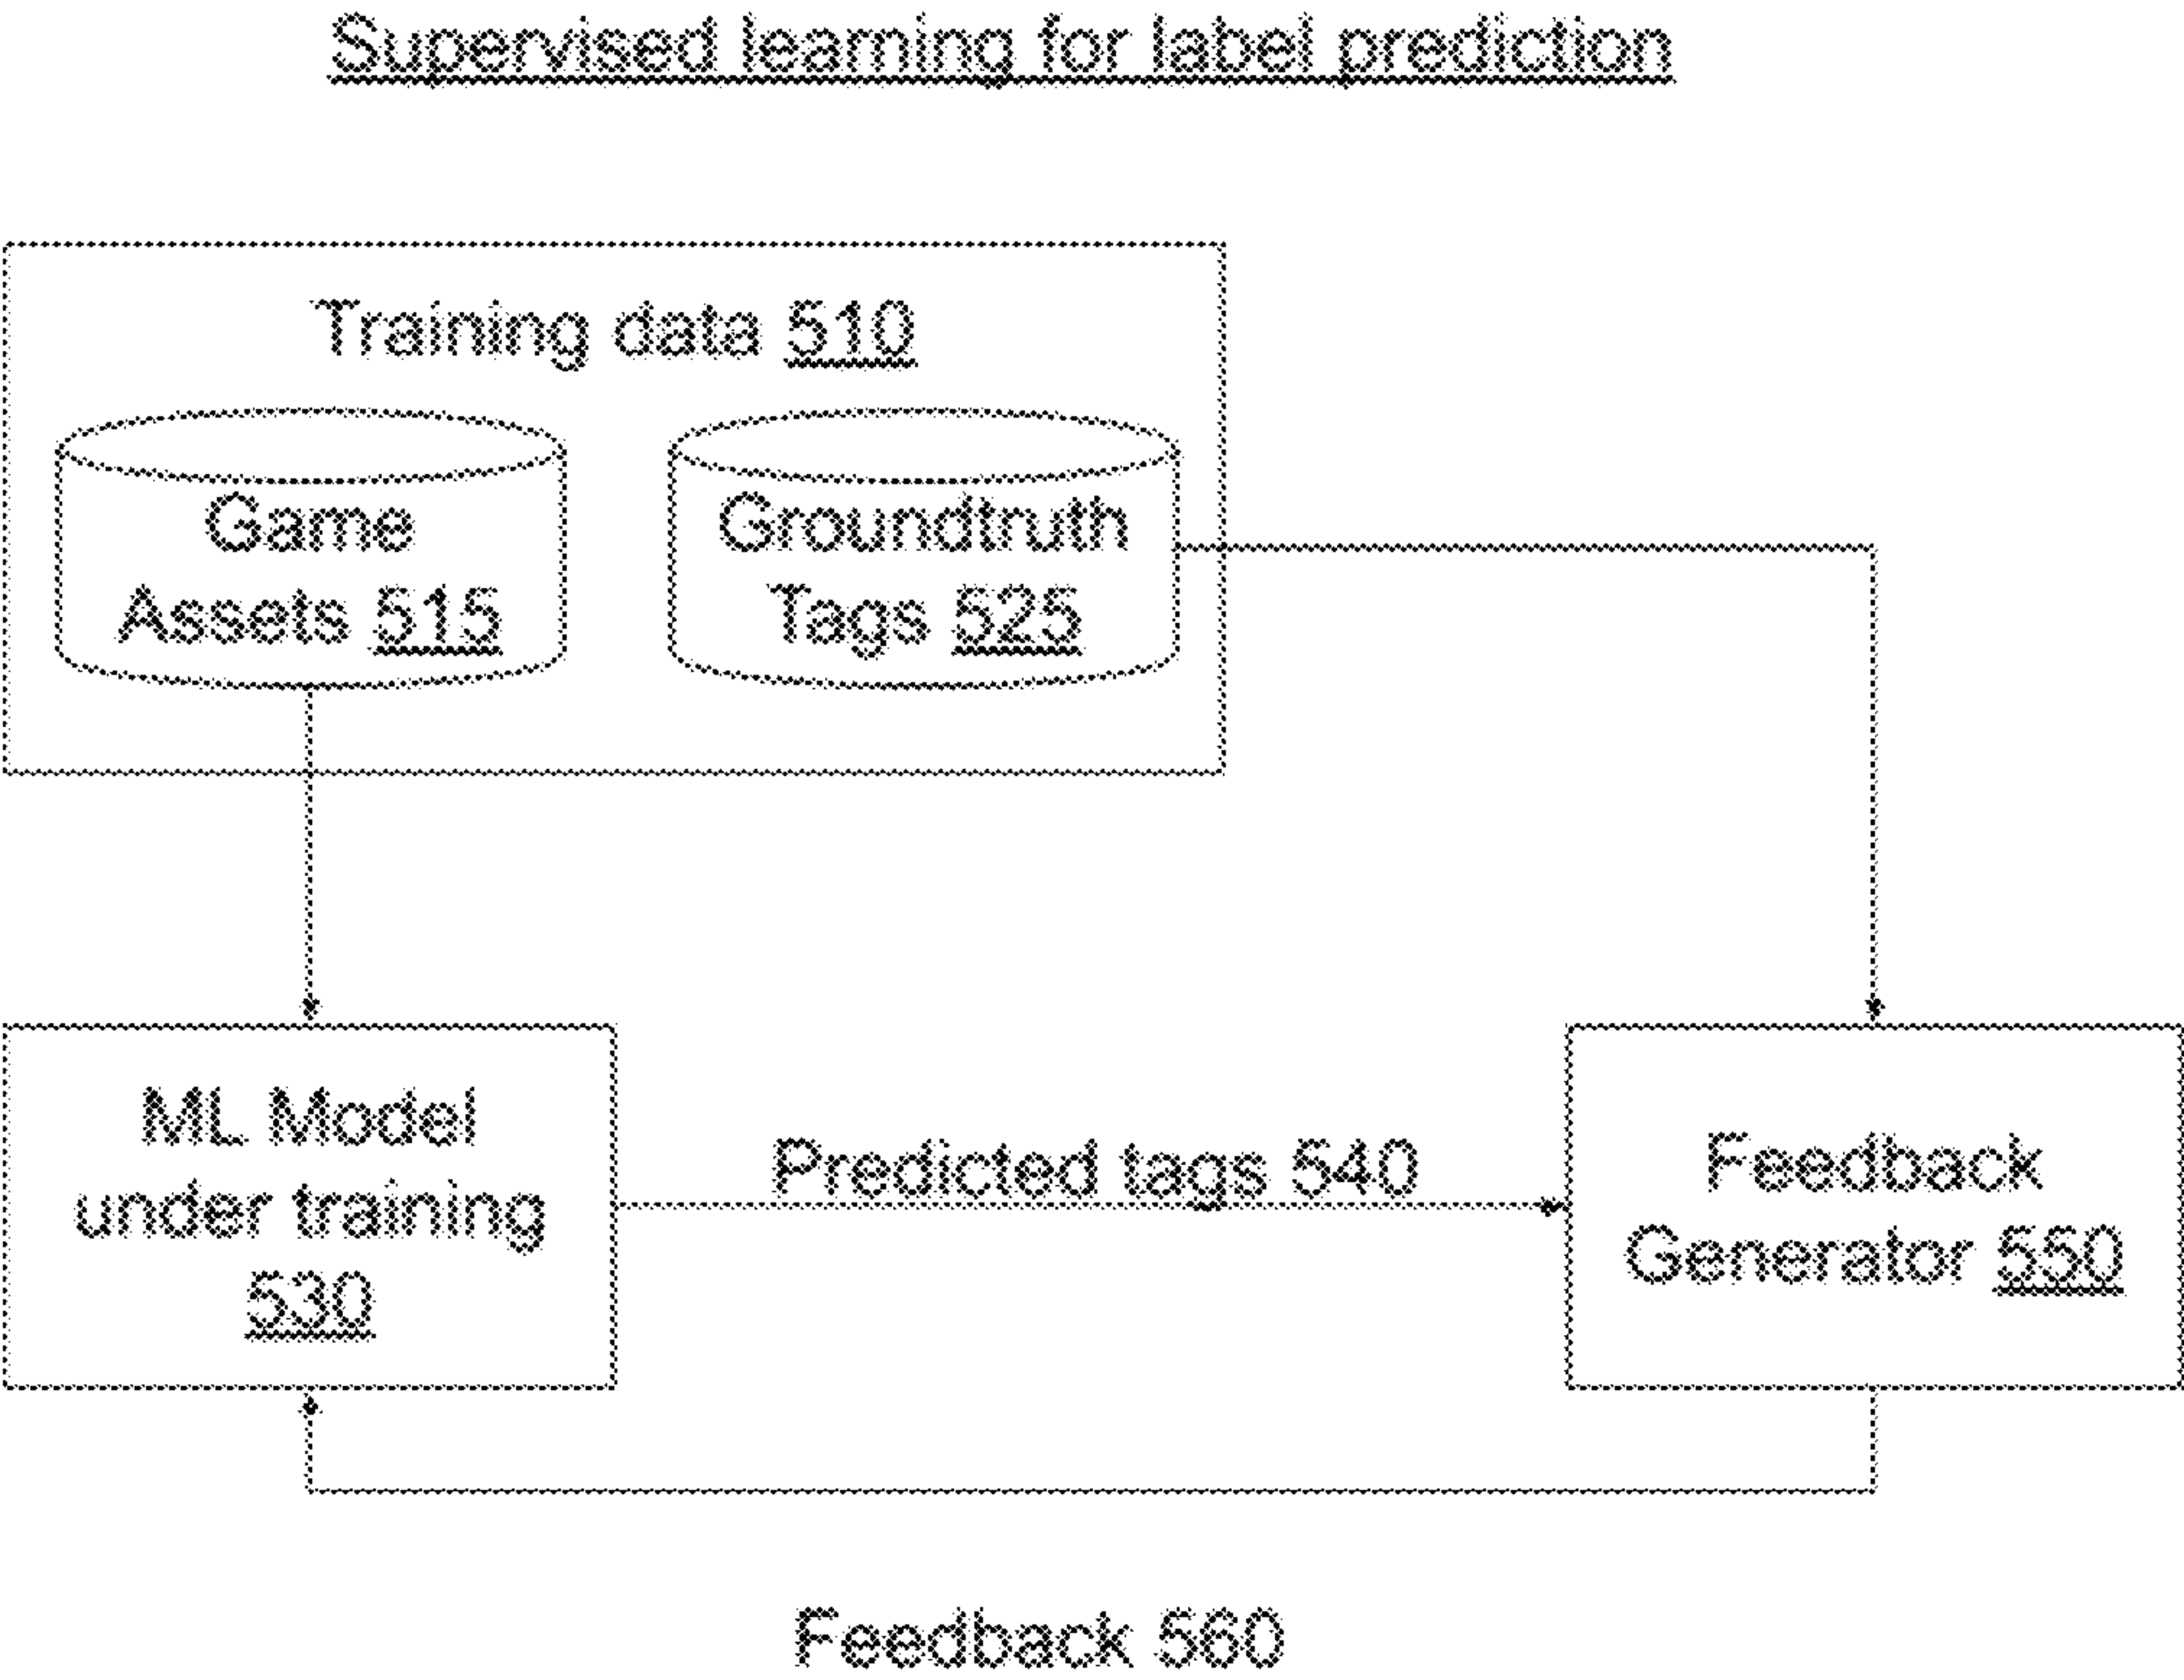 Supervised learning for label prediction
Training data 510
Game
Assets 515
Groundtruth
Tags 525
ML Model
under training
530
Predicted tags 540
Feedback
Generator 550
Feedback 560